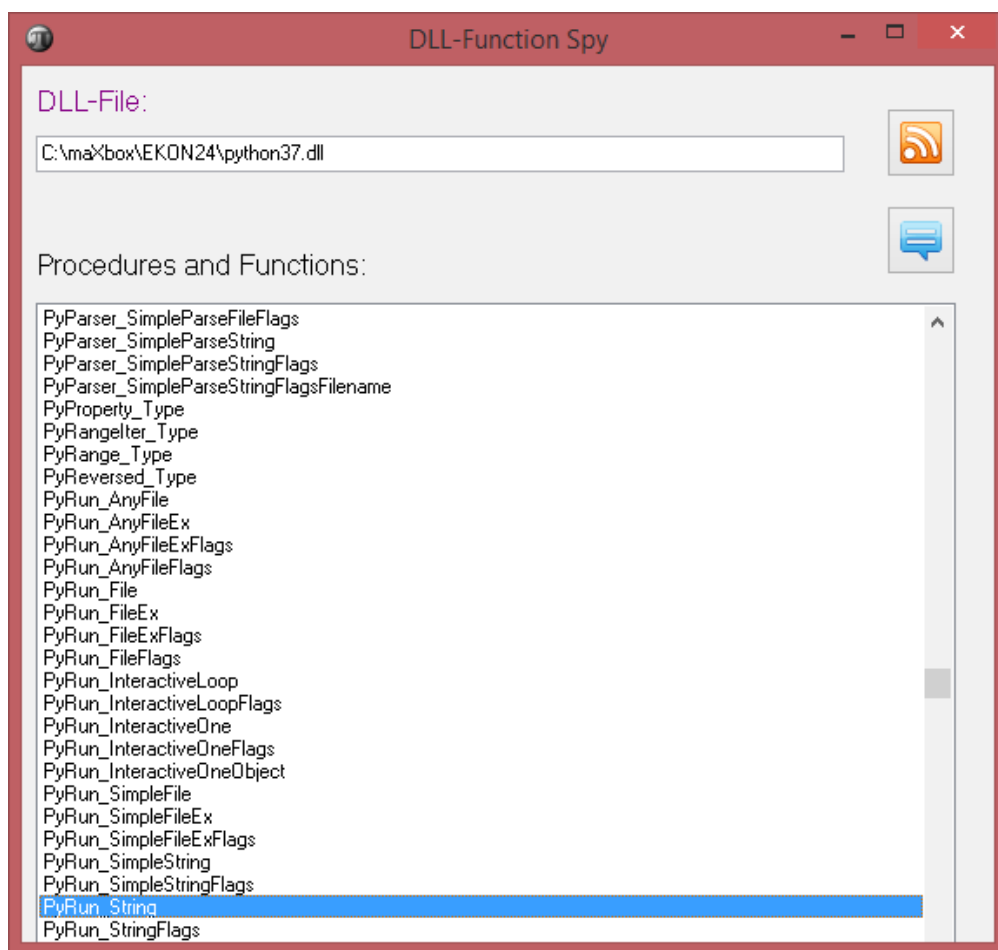 DLL-Function Spy
DLL-File:
C:\maXbox\EKON24\python37.dll
Procedures and Functions:
PyParser_SimpleParseFileFlags
PyParser_SimpleParseString
PyParser_SimpleParseStringFlags
PyParser_SimpleParseStringFlagsFilename
PyProperty_Type
PyRangeIter_Type
PyRange_Type
PyReversed_Type
PyRun_AnyFile
PyRun_AnyFileEx
PyRun_AnyFileExFlags
PyRun_AnyFileFlags
PyRun_File
PyRun_FileEx
PyRun_FileExFlags
PyRun_FileFlags
PyRun_InteractiveLoop
PyRun_InteractiveLoopFlags
PyRun_InteractiveOne
PyRun_InteractiveOneFlags
PyRun_InteractiveOneObject
PyRun_SimpleFile
PyRun_SimpleFileEx
PyRun_SimpleFileExFlags
PyRun_SimpleString
PyRun_SimpleStringFlags
PyRun_String
PyRun_StringFlags